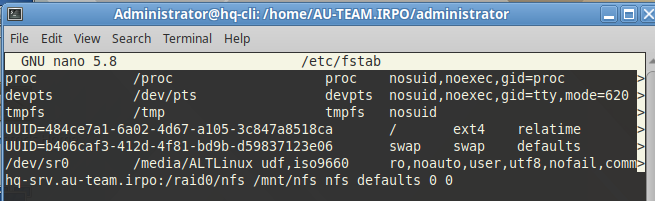 Administrator@hq-cli: /home/AU-TEAM.IRPO/administrator
File Edit View Search Terminal Help
GNU nano 5.8 /etc/fstab
proc /proc proc nosuid,noexec,gid=proc >
devpts /dev/pts devpts nosuid,noexec,gid=tty,mode=620 >
tmpfs /tmp tmpfs nosuid >
UUID=484ce7a1-6a02-4d67-a105-3c847a8518ca / ext4 relatime >
UUID=b406caf3-412d-4f81-bd9b-d59837123e06 swap swap defaults >
/dev/sr0 /media/ALTLinux udf,iso9660 ro,noauto,user,utf8,nofail,comm>
hq-srv.au-team.irpo:/raid0/nfs /mnt/nfs nfs defaults 0 0